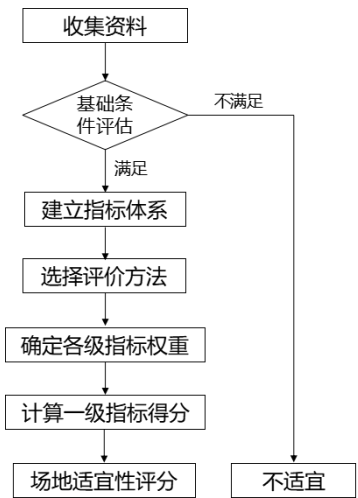 收集资料
基础条
件评估
不满足
满足
建立指标体系
选择评价方法
确定各级指标权重
计算一级指标得分
场地适宜性评分
不适宜